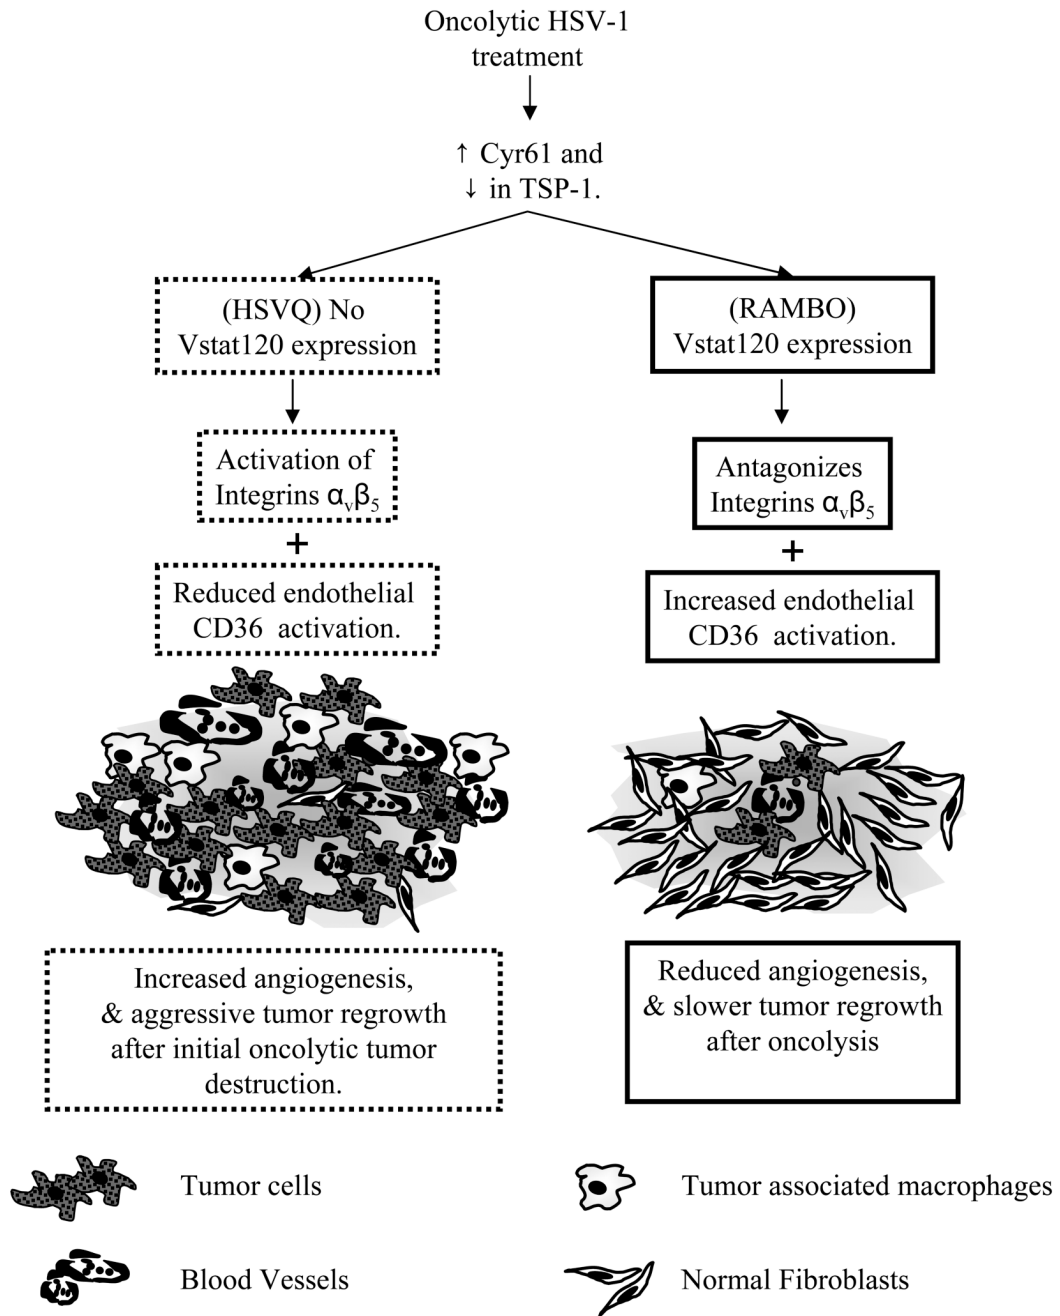 Oncolytic HSV-1
treatment
↑ Cyr61 and
↓ in TSP-1.
(HSVQ) No
Vstat120 expression
Activation of
Integrins αvβ5
+
Reduced endothelial
CD36 activation.
(RAMBO)
Vstat120 expression
Antagonizes
Integrins αvβ5
+
Increased endothelial
CD36 activation.
Increased angiogenesis,
& aggressive tumor regrowth
after initial oncolytic tumor
destruction.
Reduced angiogenesis,
& slower tumor regrowth
after oncolysis
Tumor cells
Tumor associated macrophages
Blood Vessels
Normal Fibroblasts